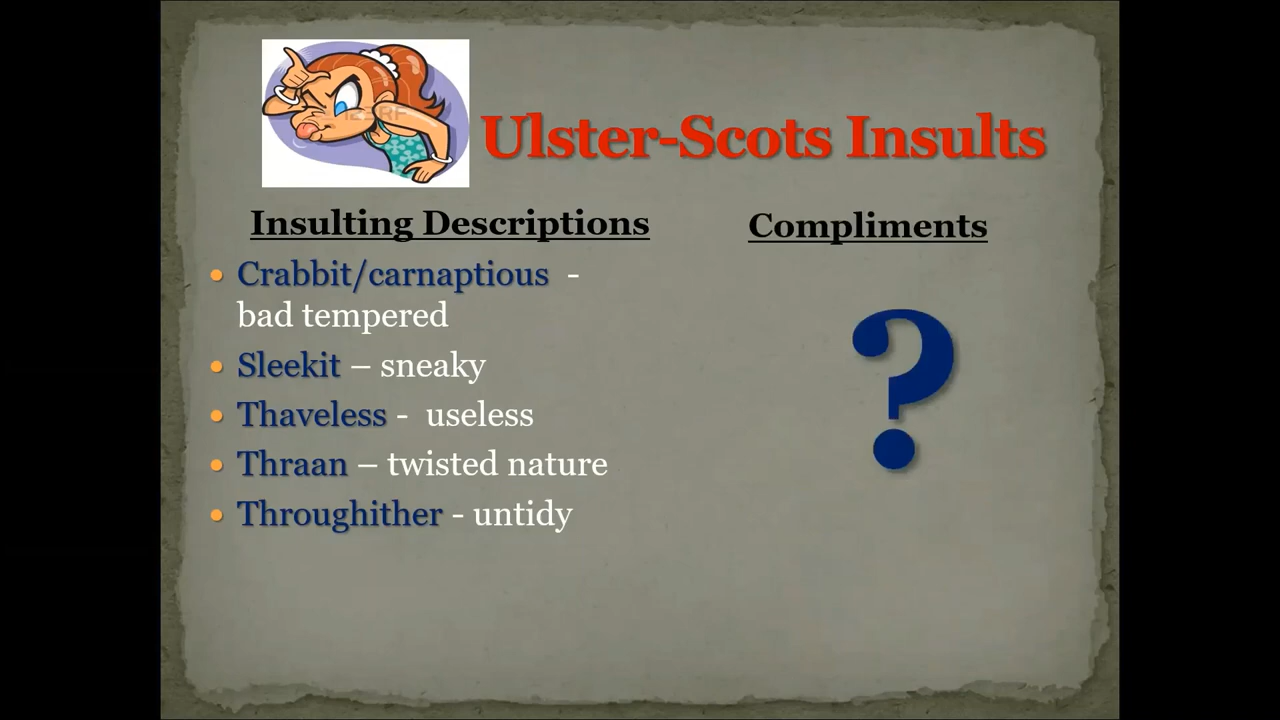 Ulster-Scots Insults
Insulting Descriptions
Crabbit/carnaptious -
bad tempered
Sleekit – sneaky
Thaveless - useless
Thraan – twisted nature
Throughither - untidy
Compliments
?
123RF